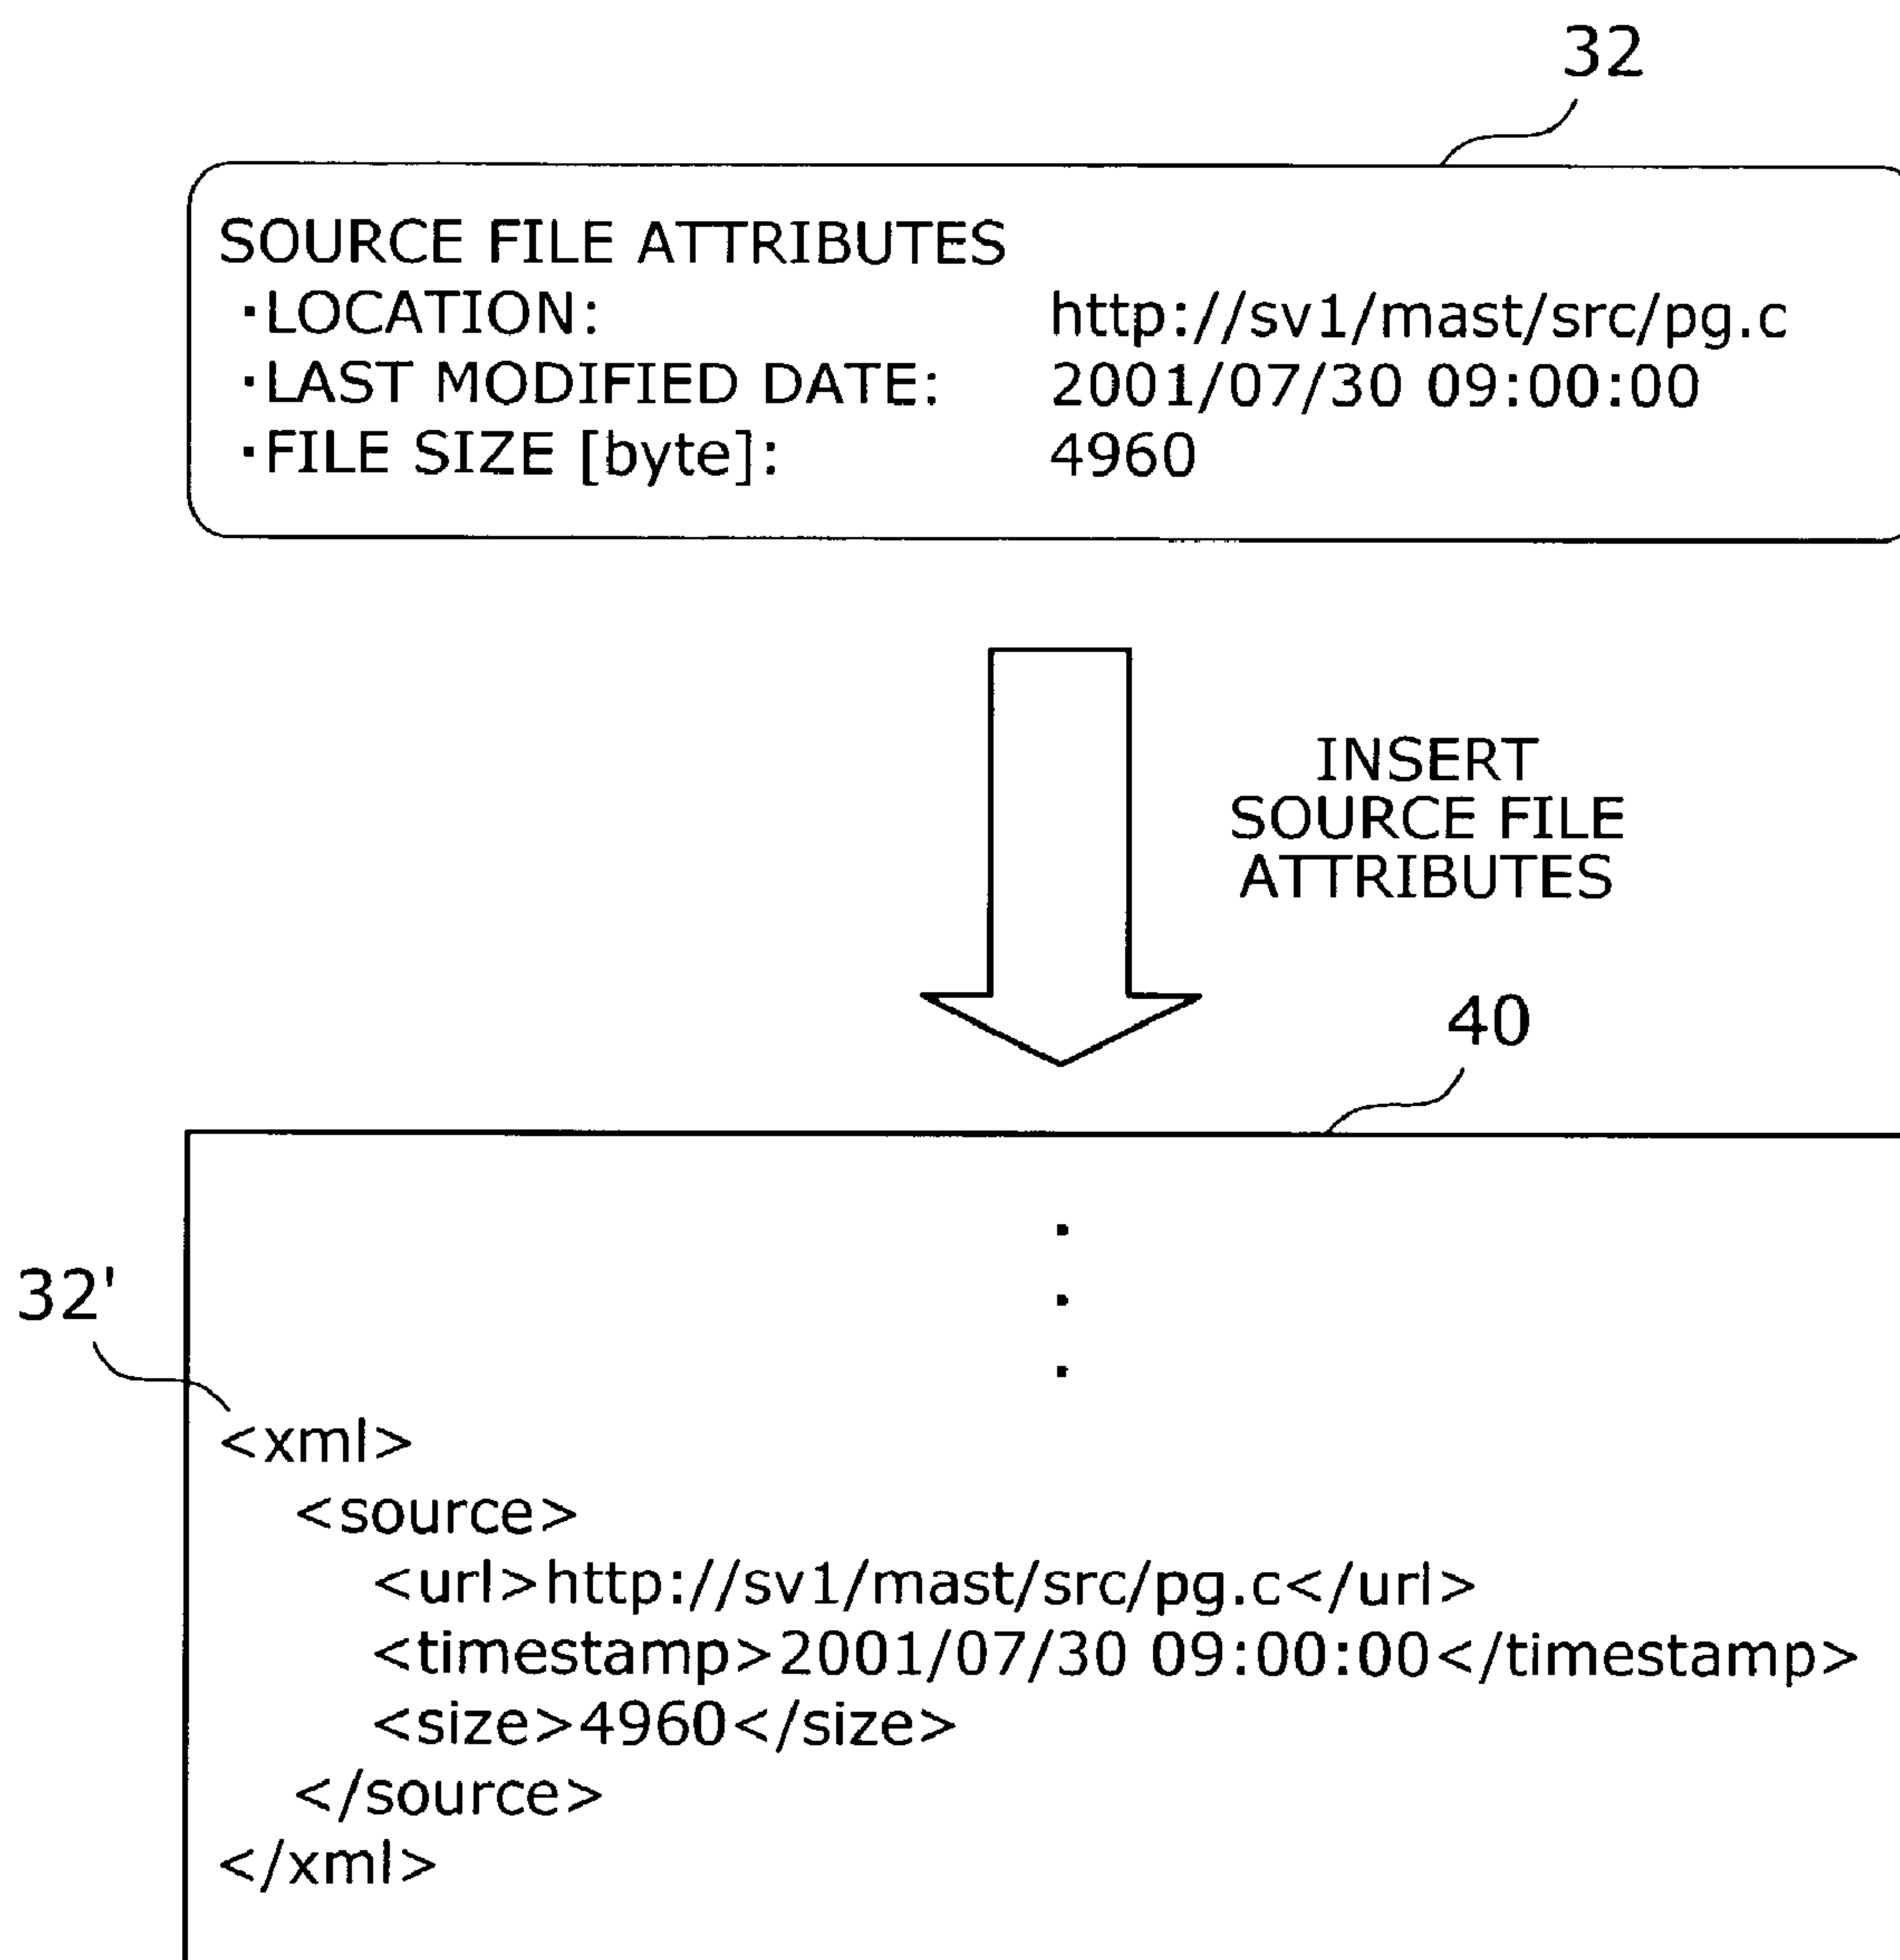 32
SOURCE FILE ATTRIBUTES
·LOCATION: http://sv1/mast/src/pg.c
·LAST MODIFIED DATE: 2001/07/30 09:00:00
·FILE SIZE [byte]: 4960
INSERT
SOURCE FILE
ATTRIBUTES
40
32'
<xml>
<source>
<url>http://sv1/mast/src/pg.c</url>
<timestamp>2001/07/30 09:00:00</timestamp>
<size>4960</size>
</source>
</xml>